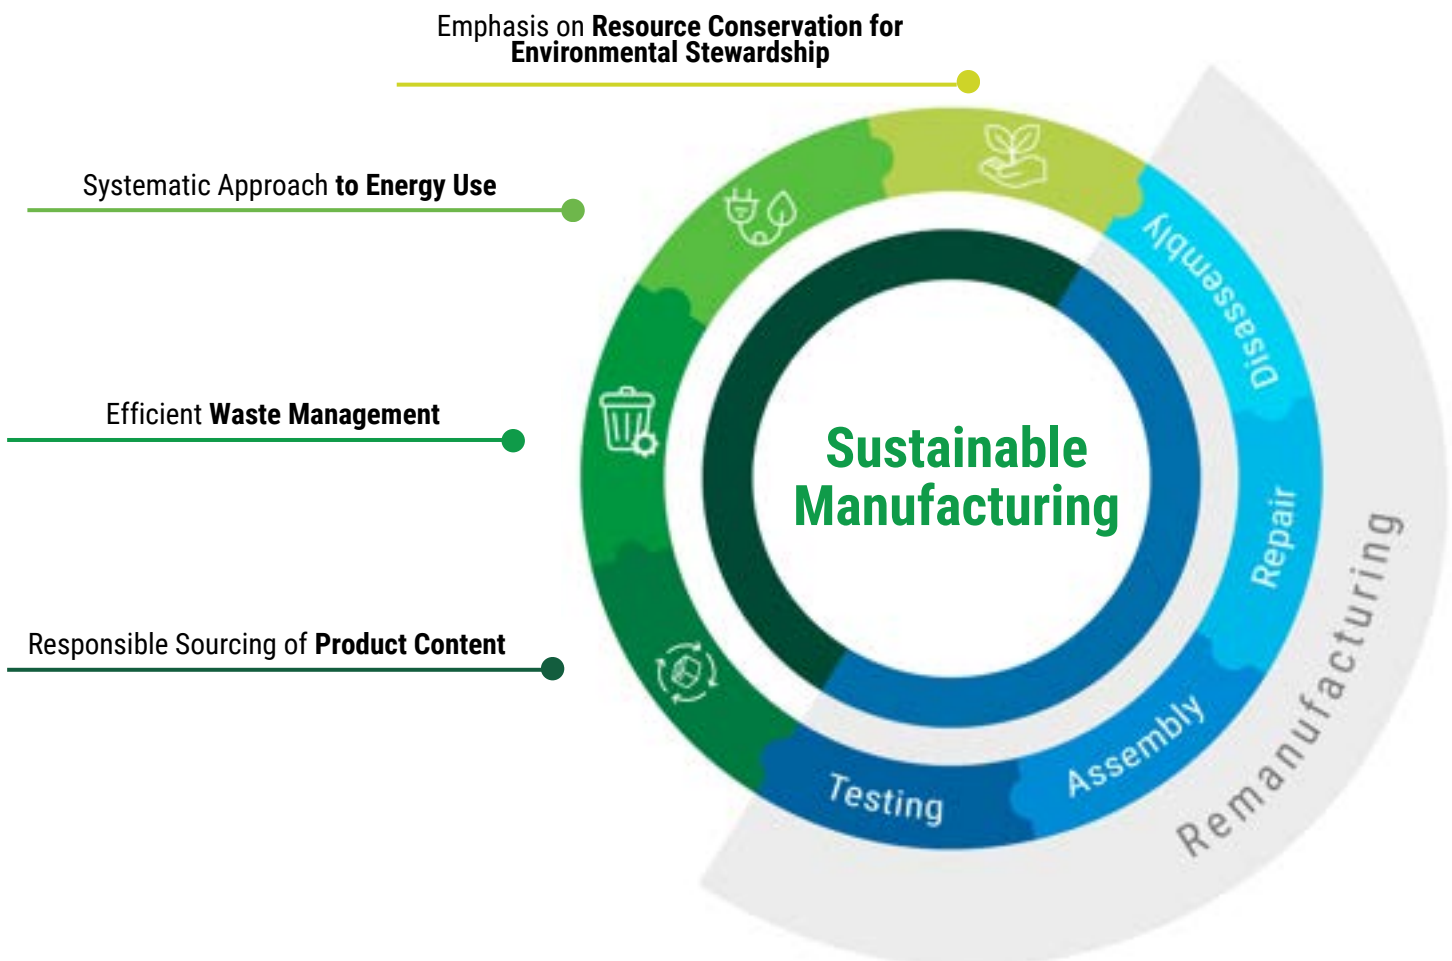 Emphasis on Resource Conservation for
Environmental Stewardship
Systematic Approach to Energy Use
Efficient Waste Management
Responsible Sourcing of Product Content
Sustainable
Manufacturing
Disassembly
Repair
Assembly
Testing
Remanufacturing